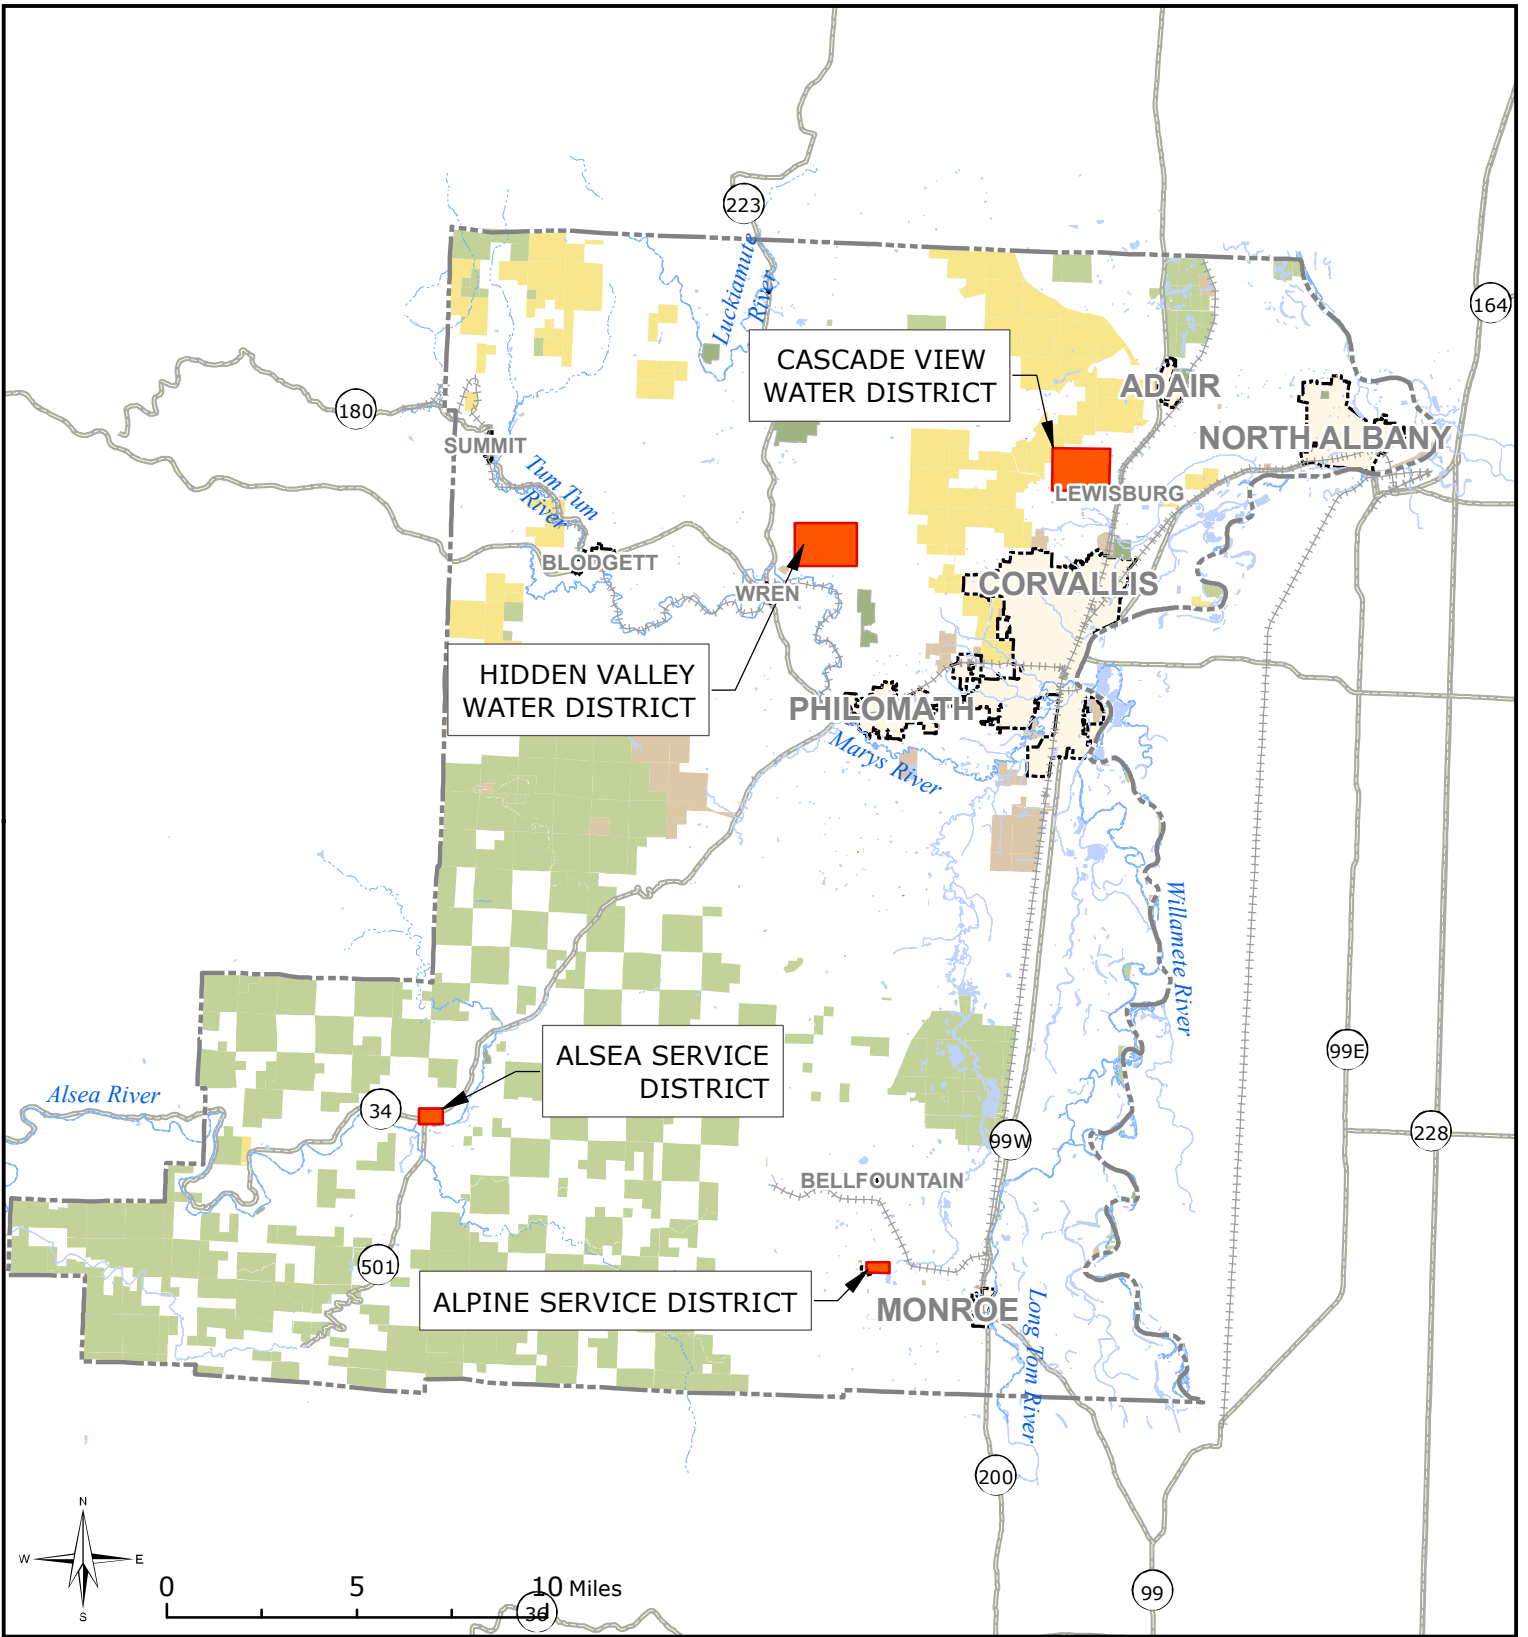 223
Luckiamute
River
164
CASCADE VIEW
WATER DISTRICT
ADAIR
180
SUMMIT
NORTH ALBANY
Tum Tum
River
LEWISBURG
BLODGETT
WREN
CORVALLIS
HIDDEN VALLEY
WATER DISTRICT
PHILOMATH
Marys River
Willamete River
ALSEA SERVICE
DISTRICT
99E
Alsea River
34
99W
228
BELLFOUNTAIN
501
ALPINE SERVICE DISTRICT
MONROE
Long Tom River
200
N
W
E
S
0 5 10 Miles
36
99